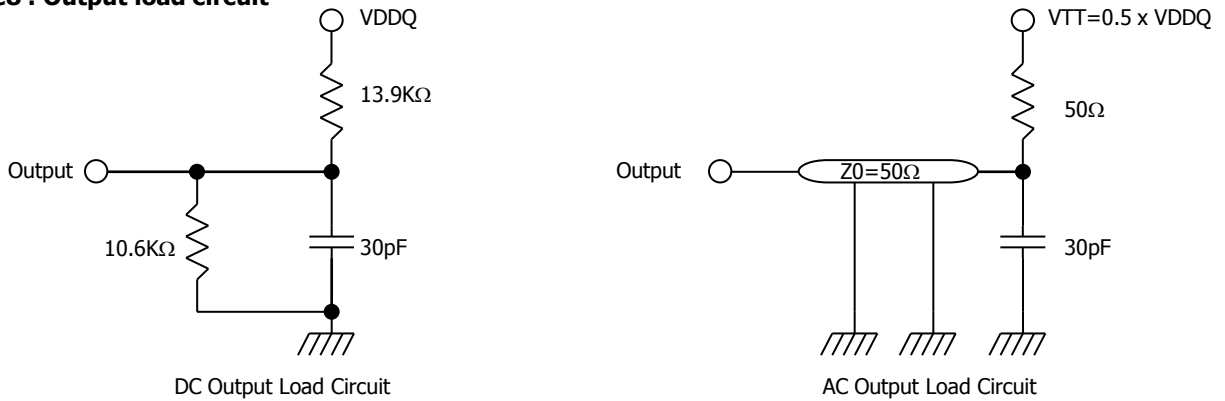 : Output load circuit
VDDQ
13.9KΩ
Output
10.6KΩ
30pF
DC Output Load Circuit
VTT=0.5 x VDDQ
50Ω
Output
Z0=50Ω
30pF
AC Output Load Circuit